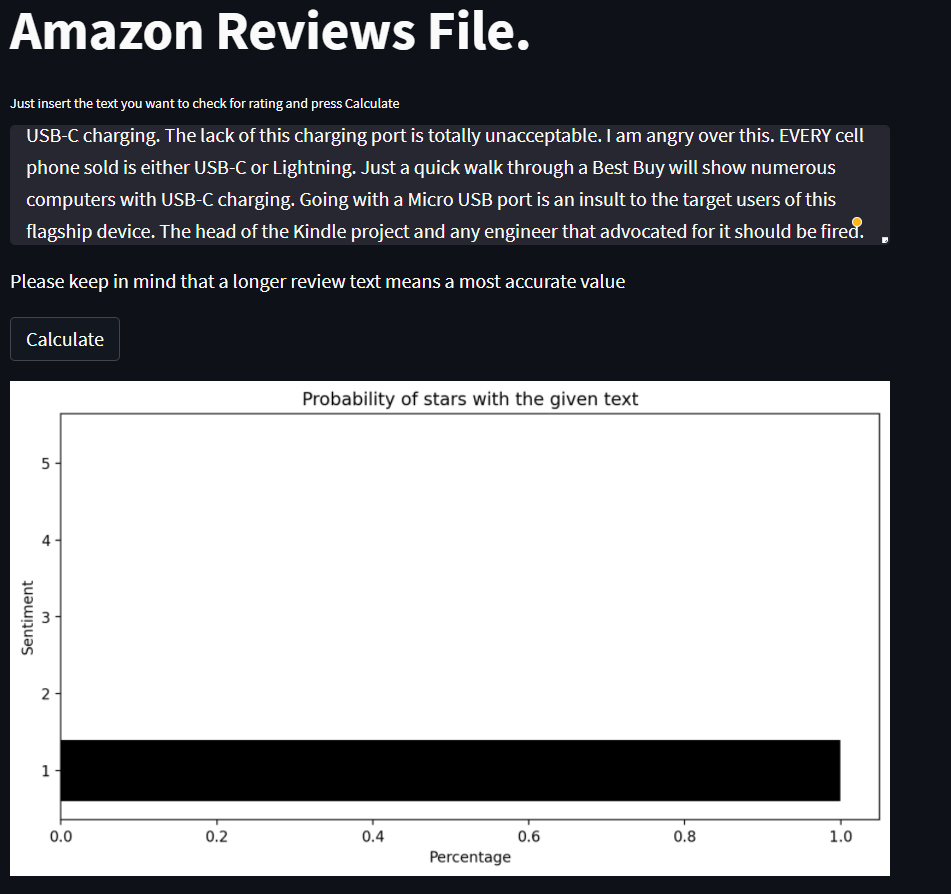 Amazon Reviews File.
Just insert the text you want to check for rating and press Calculate
USB-C charging. The lack of this charging port is totally unacceptable. I am angry over this. EVERY cell
phone sold is either USB-C or Lightning. Just a quick walk through a Best Buy will show numerous
computers with USB-C charging. Going with a Micro USB port is an insult to the target users of this
flagship device. The head of the Kindle project and any engineer that advocated for it should be fired.
Please keep in mind that a longer review text means a most accurate value
Calculate
Probability of stars with the given text
5
4
3
2
1
Sentiment
0.0 0.2 0.4 0.6 0.8 1.0
Percentage